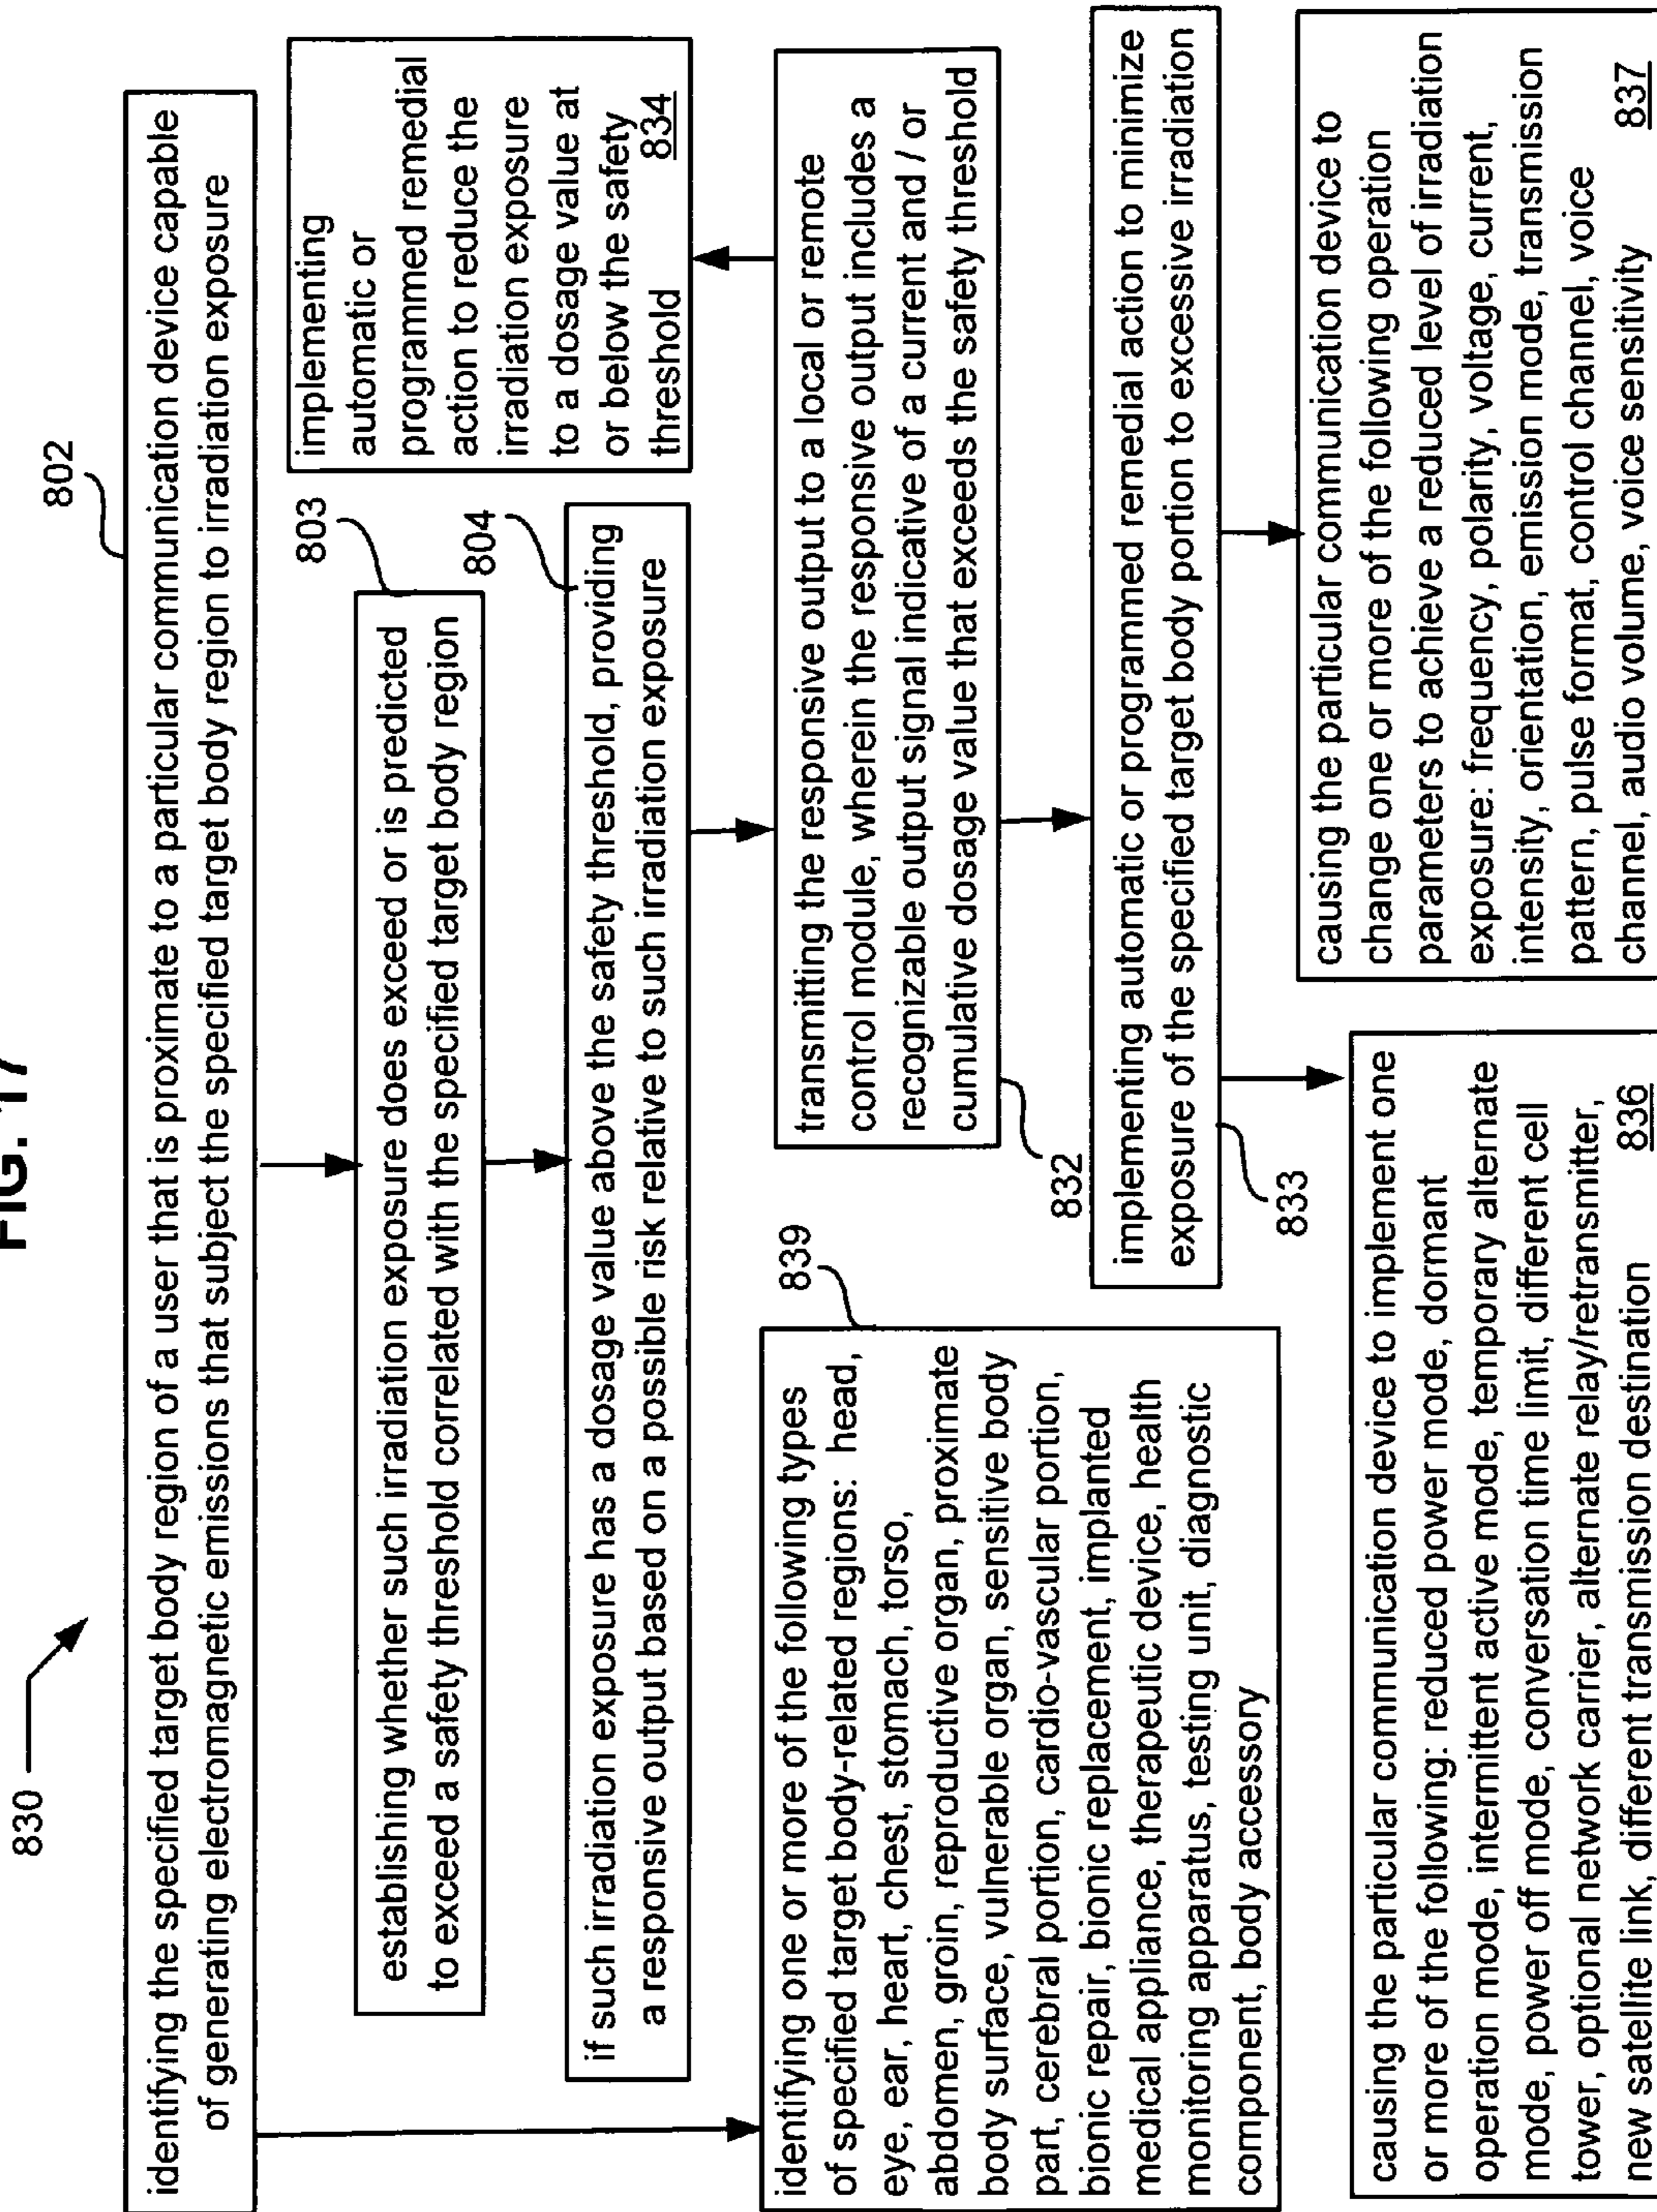 FIG. 17
830
802
identifying the specified target body region of a user that is proximate to a particular communication device capable
of generating electromagnetic emissions that subject the specified target body region to irradiation exposure
803
establishing whether such irradiation exposure does exceed or is predicted
to exceed a safety threshold correlated with the specified target body region
804
if such irradiation exposure has a dosage value above the safety threshold, providing
a responsive output based on a possible risk relative to such irradiation exposure
implementing
automatic or
programmed remedial
action to reduce the
irradiation exposure
to a dosage value at
or below the safety
threshold 834
839
identifying one or more of the following types
of specified target body-related regions: head,
eye, ear, heart, chest, stomach, torso,
abdomen, groin, reproductive organ, proximate
body surface, vulnerable organ, sensitive body
part, cerebral portion, cardio-vascular portion,
bionic repair, bionic replacement, implanted
medical appliance, therapeutic device, health
monitoring apparatus, testing unit, diagnostic
component, body accessory
transmitting the responsive output to a local or remote
control module, wherein the responsive output includes a
recognizable output signal indicative of a current and / or
cumulative dosage value that exceeds the safety threshold
832
implementing automatic or programmed remedial action to minimize
exposure of the specified target body portion to excessive irradiation
833
causing the particular communication device to implement one
or more of the following: reduced power mode, dormant
operation mode, intermittent active mode, temporary alternate
mode, power off mode, conversation time limit, different cell
tower, optional network carrier, alternate relay/retransmitter,
new satellite link, different transmission destination 836
causing the particular communication device to
change one or more of the following operation
parameters to achieve a reduced level of irradiation
exposure: frequency, polarity, voltage, current,
intensity, orientation, emission mode, transmission
pattern, pulse format, control channel, voice
channel, audio volume, voice sensitivity 837